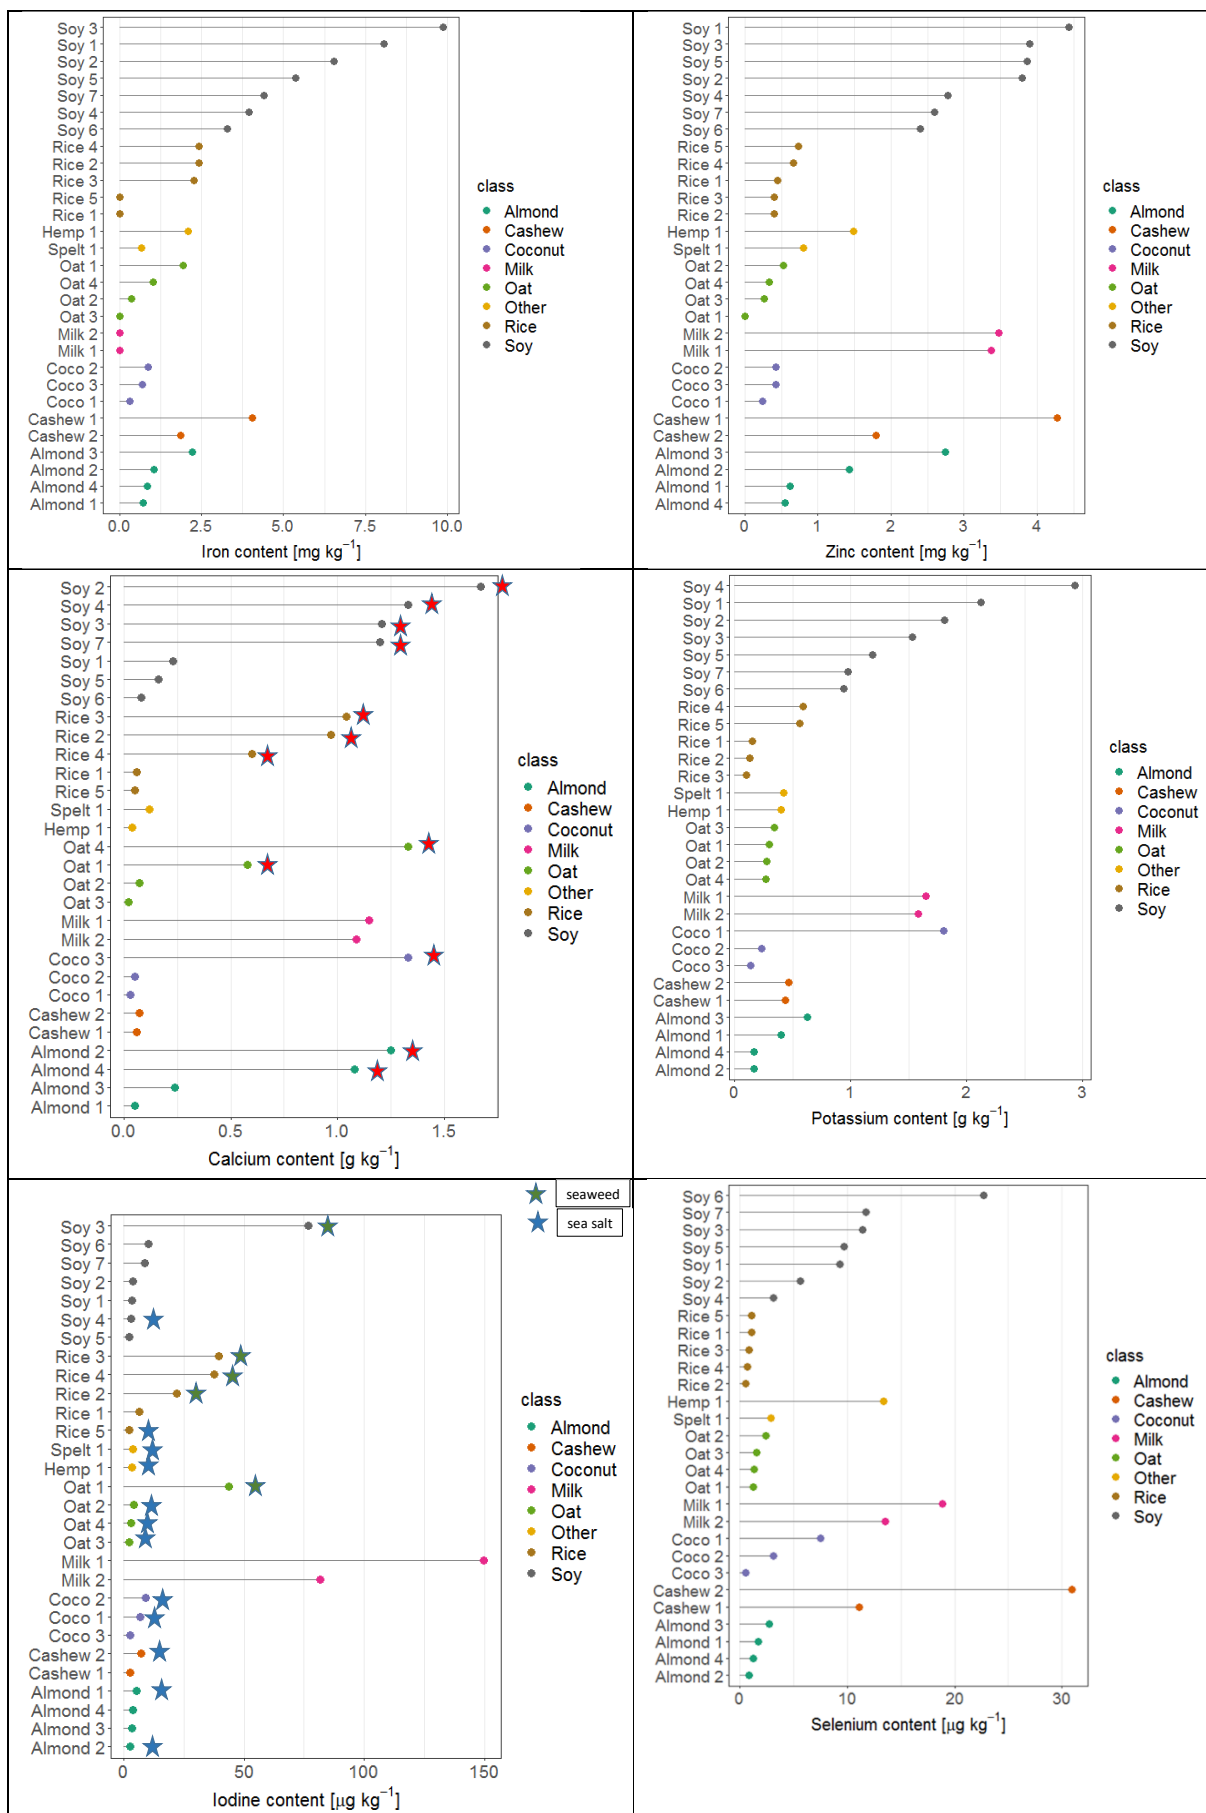 Soy 3
Soy 1
Soy 2
Soy 5
Soy 7
Soy 4
Soy 6
Rice 4
Rice 2
Rice 3
Rice 5
Rice 1
Hemp 1
Spelt 1
Oat 1
Oat 4
Oat 2
Oat 3
Milk 2
Milk 1
Coco 2
Coco 3
Coco 1
Cashew 1
Cashew 2
Almond 3
Almond 2
Almond 4
Almond 1
0.0 2.5 5.0 7.5 10.0
Iron content [mg kg⁻¹]
class
Almond
Cashew
Coconut
Milk
Oat
Other
Rice
Soy
Soy 1
Soy 3
Soy 5
Soy 2
Soy 4
Soy 7
Soy 6
Rice 5
Rice 4
Rice 1
Rice 3
Rice 2
Hemp 1
Spelt 1
Oat 2
Oat 4
Oat 3
Oat 1
Milk 2
Milk 1
Coco 2
Coco 3
Coco 1
Cashew 1
Cashew 2
Almond 3
Almond 2
Almond 1
Almond 4
0 1 2 3 4
Zinc content [mg kg⁻¹]
class
Almond
Cashew
Coconut
Milk
Oat
Other
Rice
Soy
Soy 2
Soy 4
Soy 3
Soy 7
Soy 1
Soy 5
Soy 6
Rice 3
Rice 2
Rice 4
Rice 1
Rice 5
Spelt 1
Hemp 1
Oat 4
Oat 1
Oat 2
Oat 3
Milk 1
Milk 2
Coco 3
Coco 2
Coco 1
Cashew 2
Cashew 1
Almond 2
Almond 4
Almond 3
Almond 1
0.0 0.5 1.0 1.5
Calcium content [g kg⁻¹]
class
Almond
Cashew
Coconut
Milk
Oat
Other
Rice
Soy
Soy 4
Soy 1
Soy 2
Soy 3
Soy 5
Soy 7
Soy 6
Rice 4
Rice 5
Rice 1
Rice 2
Rice 3
Spelt 1
Hemp 1
Oat 3
Oat 1
Oat 2
Oat 4
Milk 1
Milk 2
Coco 1
Coco 2
Coco 3
Cashew 2
Cashew 1
Almond 3
Almond 1
Almond 4
Almond 2
0 1 2 3
Potassium content [g kg⁻¹]
class
Almond
Cashew
Coconut
Milk
Oat
Other
Rice
Soy
seaweed
sea salt
Soy 3
Soy 6
Soy 7
Soy 2
Soy 1
Soy 4
Soy 5
Rice 3
Rice 4
Rice 2
Rice 1
Rice 5
Spelt 1
Hemp 1
Oat 1
Oat 2
Oat 4
Oat 3
Milk 1
Milk 2
Coco 2
Coco 1
Coco 3
Cashew 2
Cashew 1
Almond 1
Almond 4
Almond 3
Almond 2
0 50 100 150
Iodine content [μg kg⁻¹]
class
Almond
Cashew
Coconut
Milk
Oat
Other
Rice
Soy
Soy 6
Soy 7
Soy 3
Soy 5
Soy 1
Soy 2
Soy 4
Rice 5
Rice 1
Rice 3
Rice 4
Rice 2
Hemp 1
Spelt 1
Oat 2
Oat 3
Oat 4
Oat 1
Milk 1
Milk 2
Coco 1
Coco 2
Coco 3
Cashew 2
Cashew 1
Almond 3
Almond 1
Almond 4
Almond 2
0 10 20 30
Selenium content [μg kg⁻¹]
class
Almond
Cashew
Coconut
Milk
Oat
Other
Rice
Soy